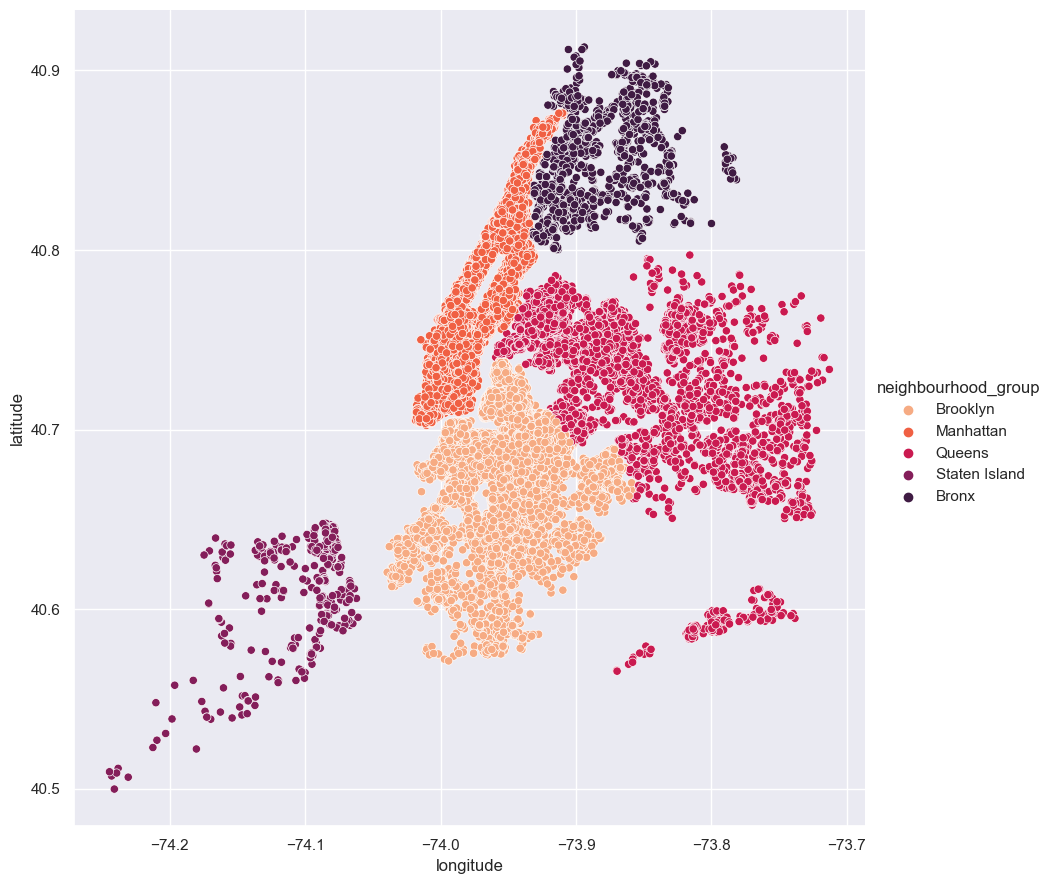 40.9
40.8
40.7
40.6
40.5
latitude
−74.2
−74.1
−74.0
−73.9
−73.8
−73.7
longitude
neighbourhood_group
Brooklyn
Manhattan
Queens
Staten Island
Bronx